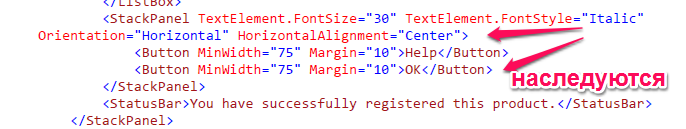 </ListBox>
<StackPanel TextElement.FontSize="30" TextElement.FontStyle="Italic"
Orientation="Horizontal" HorizontalAlignment="Center">
<Button MinWidth="75" Margin="10">Help</Button>
<Button MinWidth="75" Margin="10">OK</Button>
наследуются
</StackPanel>
<StatusBar>You have successfully registered this product.</StatusBar>
</StackPanel>